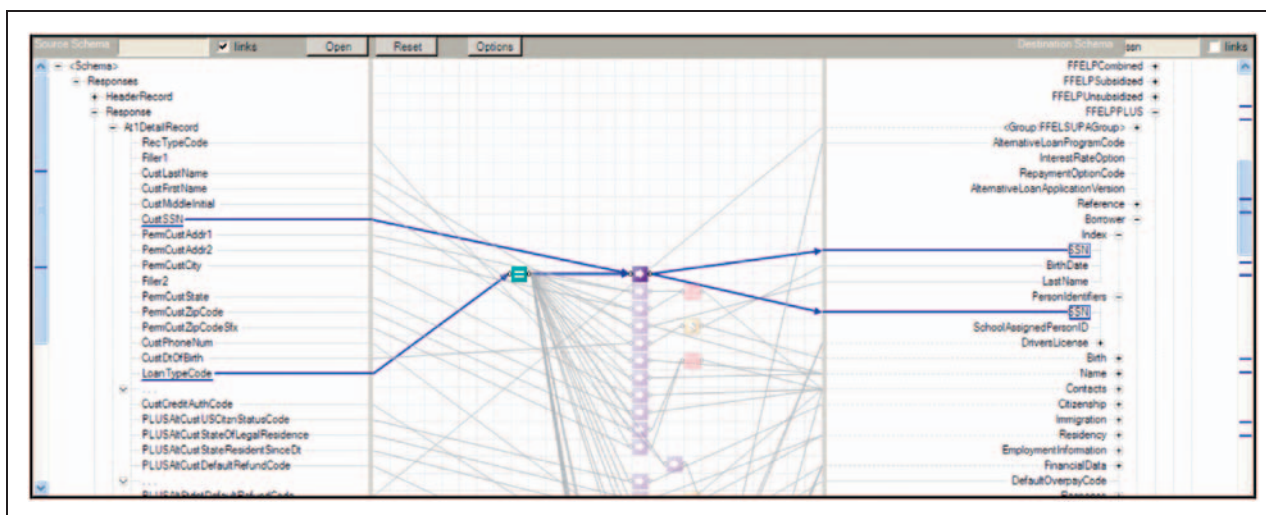 Source Schema links Open Reset Options Destination Schema ssn links
<Schema>
Responses
HeaderRecord
Response
At1DetailRecord
RecTypeCode
Filler1
CustLastName
CustFirstName
CustMiddleInitial
CustSSN
PermCustAddr1
PermCustAddr2
PermCustCity
Filler2
PermCustState
PermCustZipCode
PermCustZipCodeSfx
CustPhoneNum
CustDtOfBirth
LoanTypeCode
...
CustCreditAuthCode
PLUSAltCustUSCitznStatusCode
PLUSAltCustStateOfLegalResidence
PLUSAltCustStateResidentSinceDt
PLUSAltCustDefaultRefundCode
...
FFELPCombined
FFELPSubsidized
FFELPUnsubsidized
FFELPPLUS
<Group:FFELSUPAGroup>
AlternativeLoanProgramCode
InterestRateOption
RepaymentOptionCode
AlternativeLoanApplicationVersion
Reference
Borrower
Index
SSN
BirthDate
LastName
PersonIdentifiers
SSN
SchoolAssignedPersonID
DriversLicense
Birth
Name
Contacts
Citizenship
Immigration
Residency
EmploymentInformation
FinancialData
DefaultOverpayCode